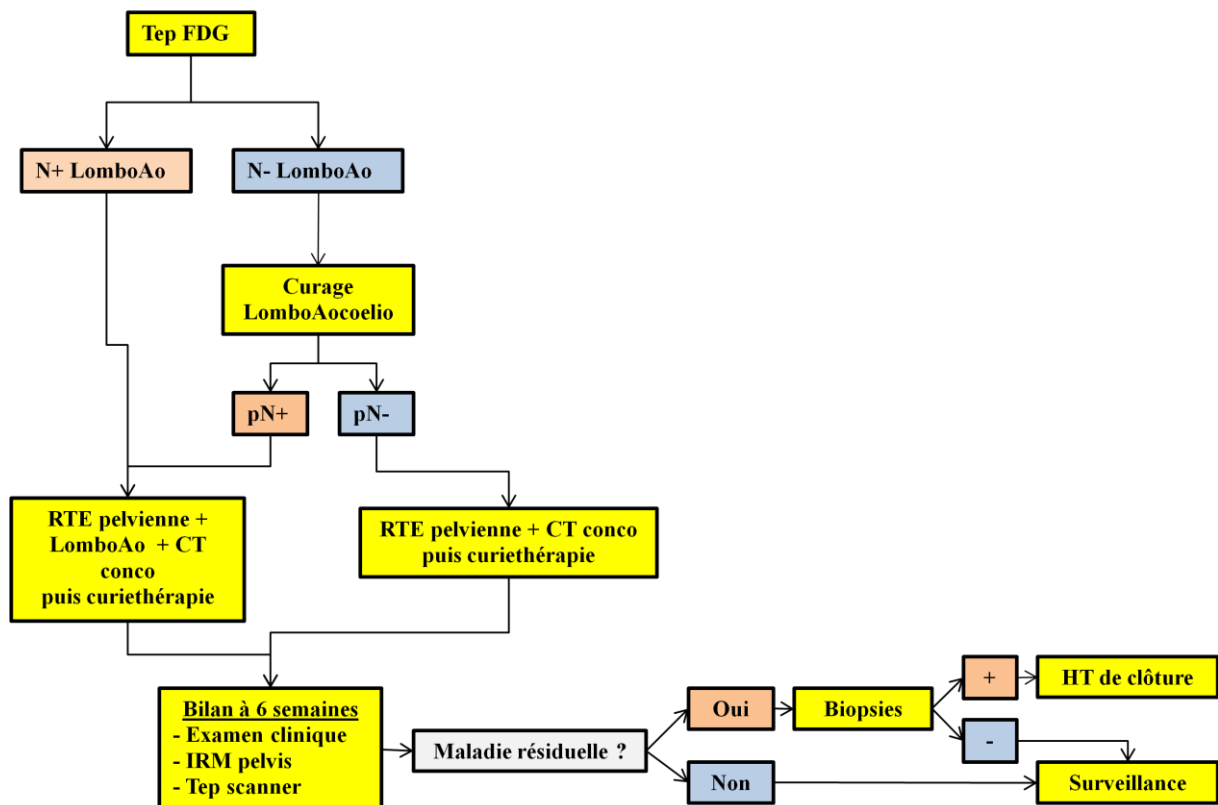 Tep FDG
N+ LomboAo
N- LomboAo
Curage
LomboAocoelio
pN+
pN-
RTE pelvienne +
LomboAo + CT
conco
puis curiethérapie
RTE pelvienne + CT conco
puis curiethérapie
Bilan à 6 semaines
- Examen clinique
- IRM pelvis
- Tep scanner
Maladie résiduelle ?
Oui
Non
Biopsies
+
-
HT de clôture
Surveillance